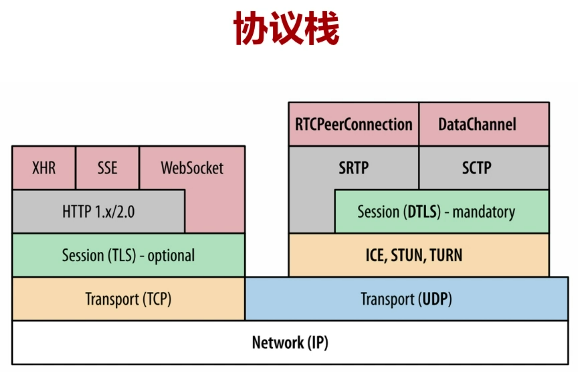 协议栈
RTCPeerConnection DataChannel
XHR SSE WebSocket SRTP SCTP
HTTP 1.x/2.0 Session (DTLS) - mandatory
Session (TLS) - optional ICE, STUN, TURN
Transport (TCP) Transport (UDP)
Network (IP)